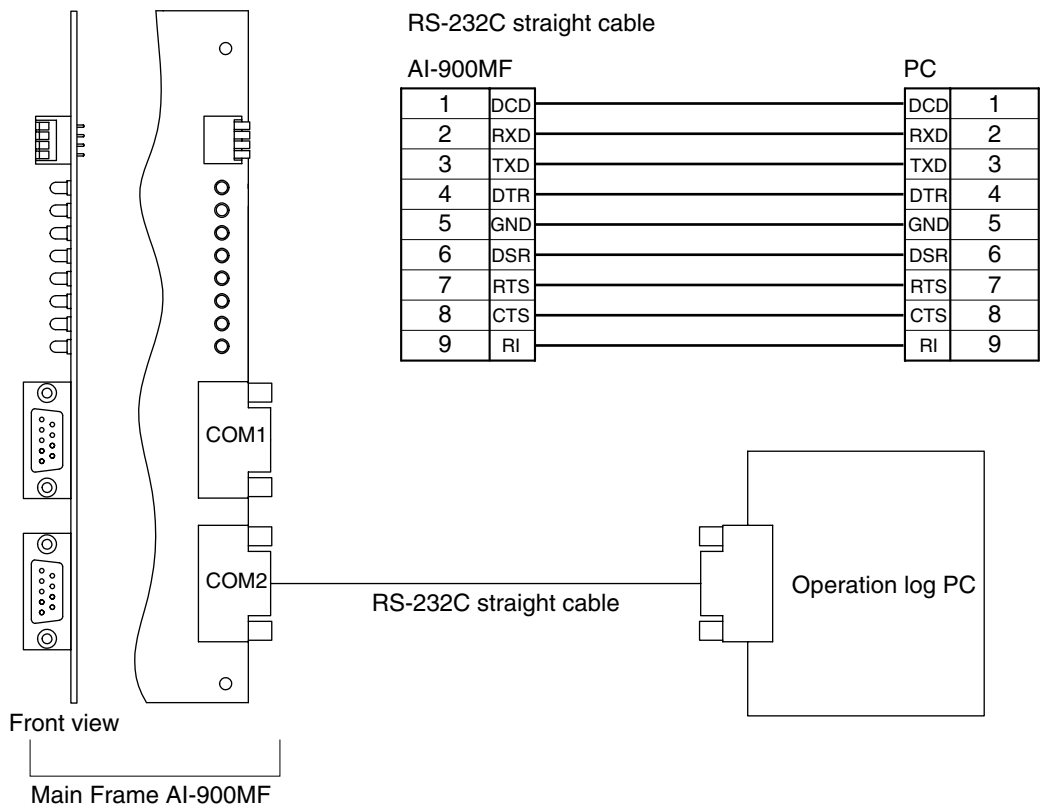 RS-232C straight cable
AI-900MF PC
1 DCD DCD 1
2 RXD RXD 2
3 TXD TXD 3
4 DTR DTR 4
5 GND GND 5
6 DSR DSR 6
7 RTS RTS 7
8 CTS CTS 8
9 RI RI 9
COM1
COM2
RS-232C straight cable
Operation log PC
Front view
Main Frame AI-900MF